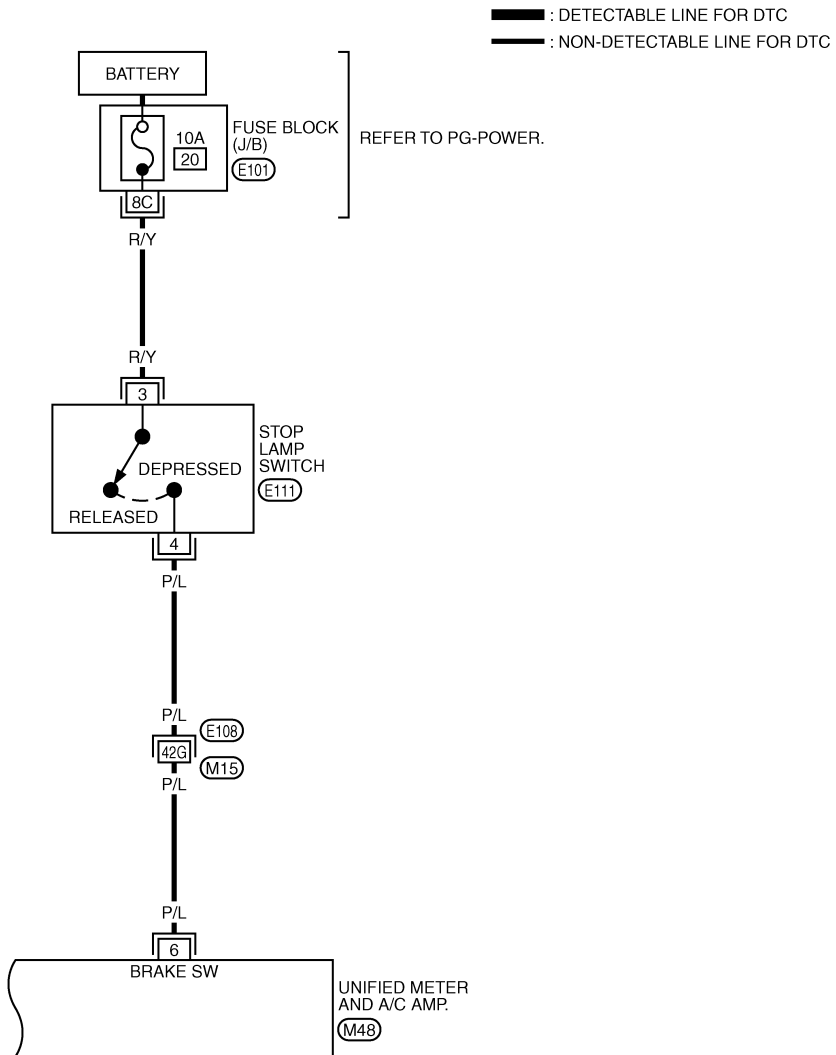 : DETECTABLE LINE FOR DTC
: NON-DETECTABLE LINE FOR DTC
BATTERY
FUSE BLOCK
(J/B)
E101
10A
20
REFER TO PG-POWER.
8C
R/Y
R/Y
3
STOP
LAMP
SWITCH
E111
DEPRESSED
RELEASED
4
P/L
P/L
E108
42G
M15
P/L
P/L
6
BRAKE SW
UNIFIED METER
AND A/C AMP.
M48